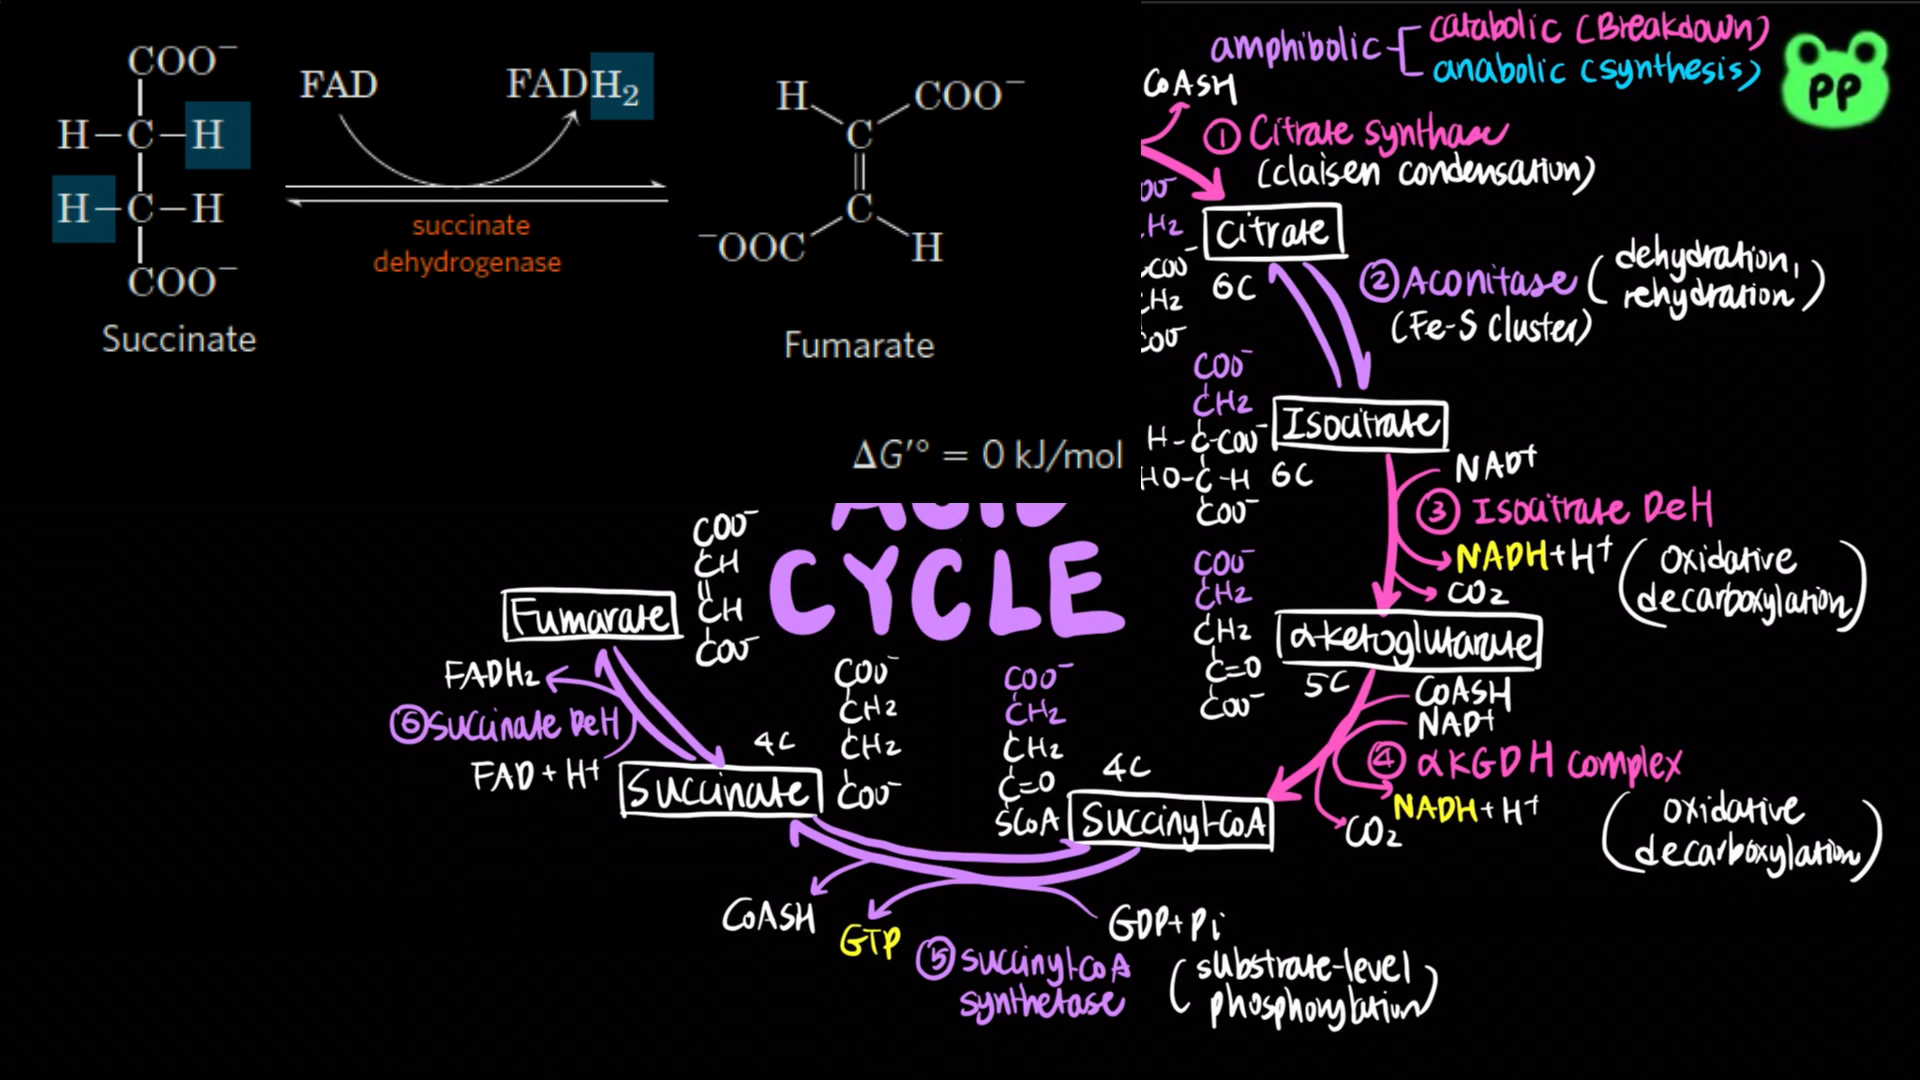 COO⁻
FAD
FADH₂
H–C–H
H–C–H
COO⁻
succinate
dehydrogenase
Succinate
H
COO⁻
C
C
⁻OOC
H
Fumarate
ΔG′° = 0 kJ/mol
amphibolic
catabolic (Breakdown)
anabolic (synthesis)
PP
CoASH
① Citrate synthase
(claisen condensation)
Citrate
6C
② Aconitase
(dehydration,
rehydration)
(Fe-S Cluster)
COO⁻
CH2
H-C-COO⁻
HO-C-H
COO⁻
Isocitrate
6C
NAD⁺
③ Isocitrate DeH
NADH+H⁺
(oxidative
decarboxylation)
CO2
COO⁻
CH2
CH2
C=O
COO⁻
α-ketoglutarate
5C
CoASH
NAD⁺
④ αKGDH complex
NADH+H⁺
(oxidative
decarboxylation)
CO2
CYCLE
COO⁻
CH
CH
COO⁻
Fumarate
FADH2
⑥ Succinate DeH
FAD + H⁺
4C
Succinate
COO⁻
CH2
CH2
COO⁻
COO⁻
CH2
CH2
C=O
SCoA
4C
Succinyl-CoA
CoASH
GTP
GDP+Pi
⑤ succinyl-CoA
synthetase
(substrate-level
phosphorylation)